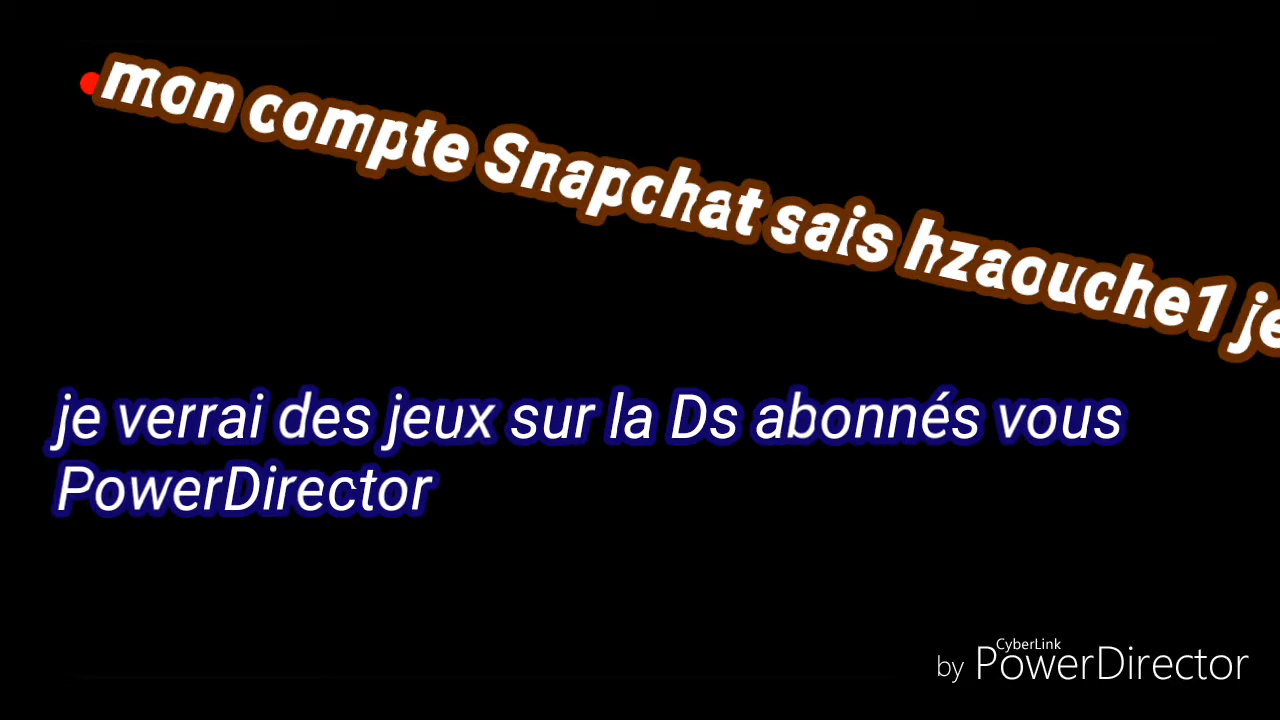 mon compte Snapchat sais hzaouche1 je
je verrai des jeux sur la Ds abonnés vous
PowerDirector
CyberLink
by PowerDirector